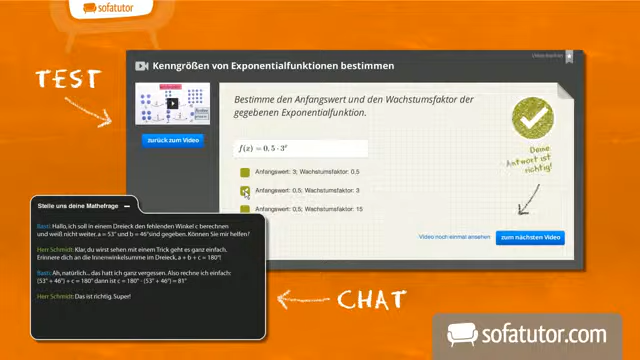 sofatutor
TEST
Kenngrößen von Exponentialfunktionen bestimmen
Bestimme den Anfangswert und den Wachstumsfaktor der
gegebenen Exponentialfunktion.
f(x) = 0,5 · 3ˣ
zurück zum Video
Anfangswert: 3; Wachstumsfaktor: 0,5
Anfangswert: 0,5; Wachstumsfaktor: 3
Anfangswert: 0,5; Wachstumsfaktor: 15
Deine
Antwort ist
richtig!
Video noch einmal ansehen
zum nächsten Video
Stelle uns deine Mathefrage
Basti: Hallo, ich soll in einem Dreieck den fehlenden Winkel c berechnen
und weiß nicht weiter. a = 53° und b = 46° sind gegeben. Können Sie mir helfen?
Herr Schmidt: Klar, du wirst sehen mit einem Trick geht es ganz einfach.
Erinnere dich an die Innenwinkelsumme im Dreieck, a + b + c = 180°!
Basti: Ah, natürlich... das hatt ich ganz vergessen. Also rechne ich einfach:
(53° + 46°) + c = 180° dann ist c = 180° - (53° + 46°) = 81°
Herr Schmidt: Das ist richtig. Super!
CHAT
sofatutor.com